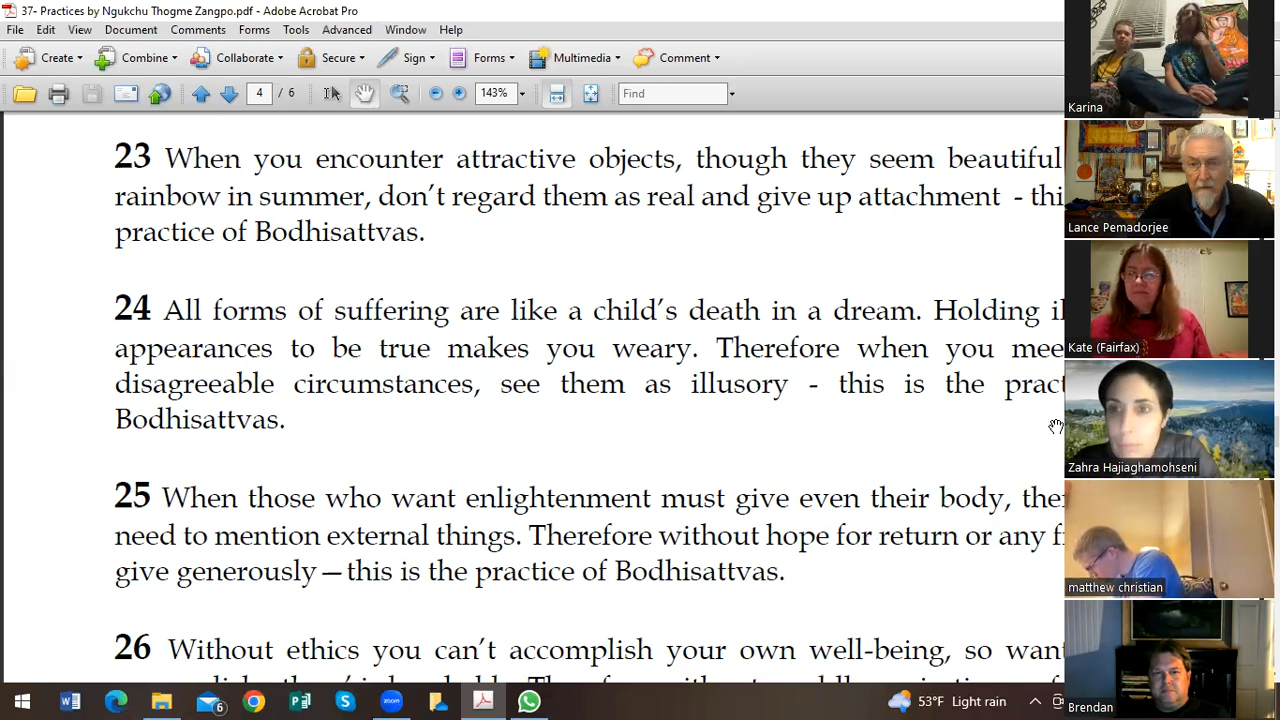 37- Practices by Ngukchu Thogme Zangpo.pdf - Adobe Acrobat Pro
File Edit View Document Comments Forms Tools Advanced Window Help
Create Combine Collaborate Secure Sign Forms Multimedia Comment
4 / 6 143% Find
23 When you encounter attractive objects, though they seem beautiful
rainbow in summer, don't regard them as real and give up attachment - thi
practice of Bodhisattvas.
24 All forms of suffering are like a child's death in a dream. Holding
appearances to be true makes you weary. Therefore when you mee
disagreeable circumstances, see them as illusory - this is the pract
Bodhisattvas.
25 When those who want enlightenment must give even their body,
need to mention external things. Therefore without hope for return or any
give generously—this is the practice of Bodhisattvas.
26 Without ethics you can't accomplish your own well-being, so want
Karina
Lance Pemadorjee
Kate (Fairfax)
Zahra Hajiaghamohseni
matthew christian
Brendan
6
zoom
53°F Light rain